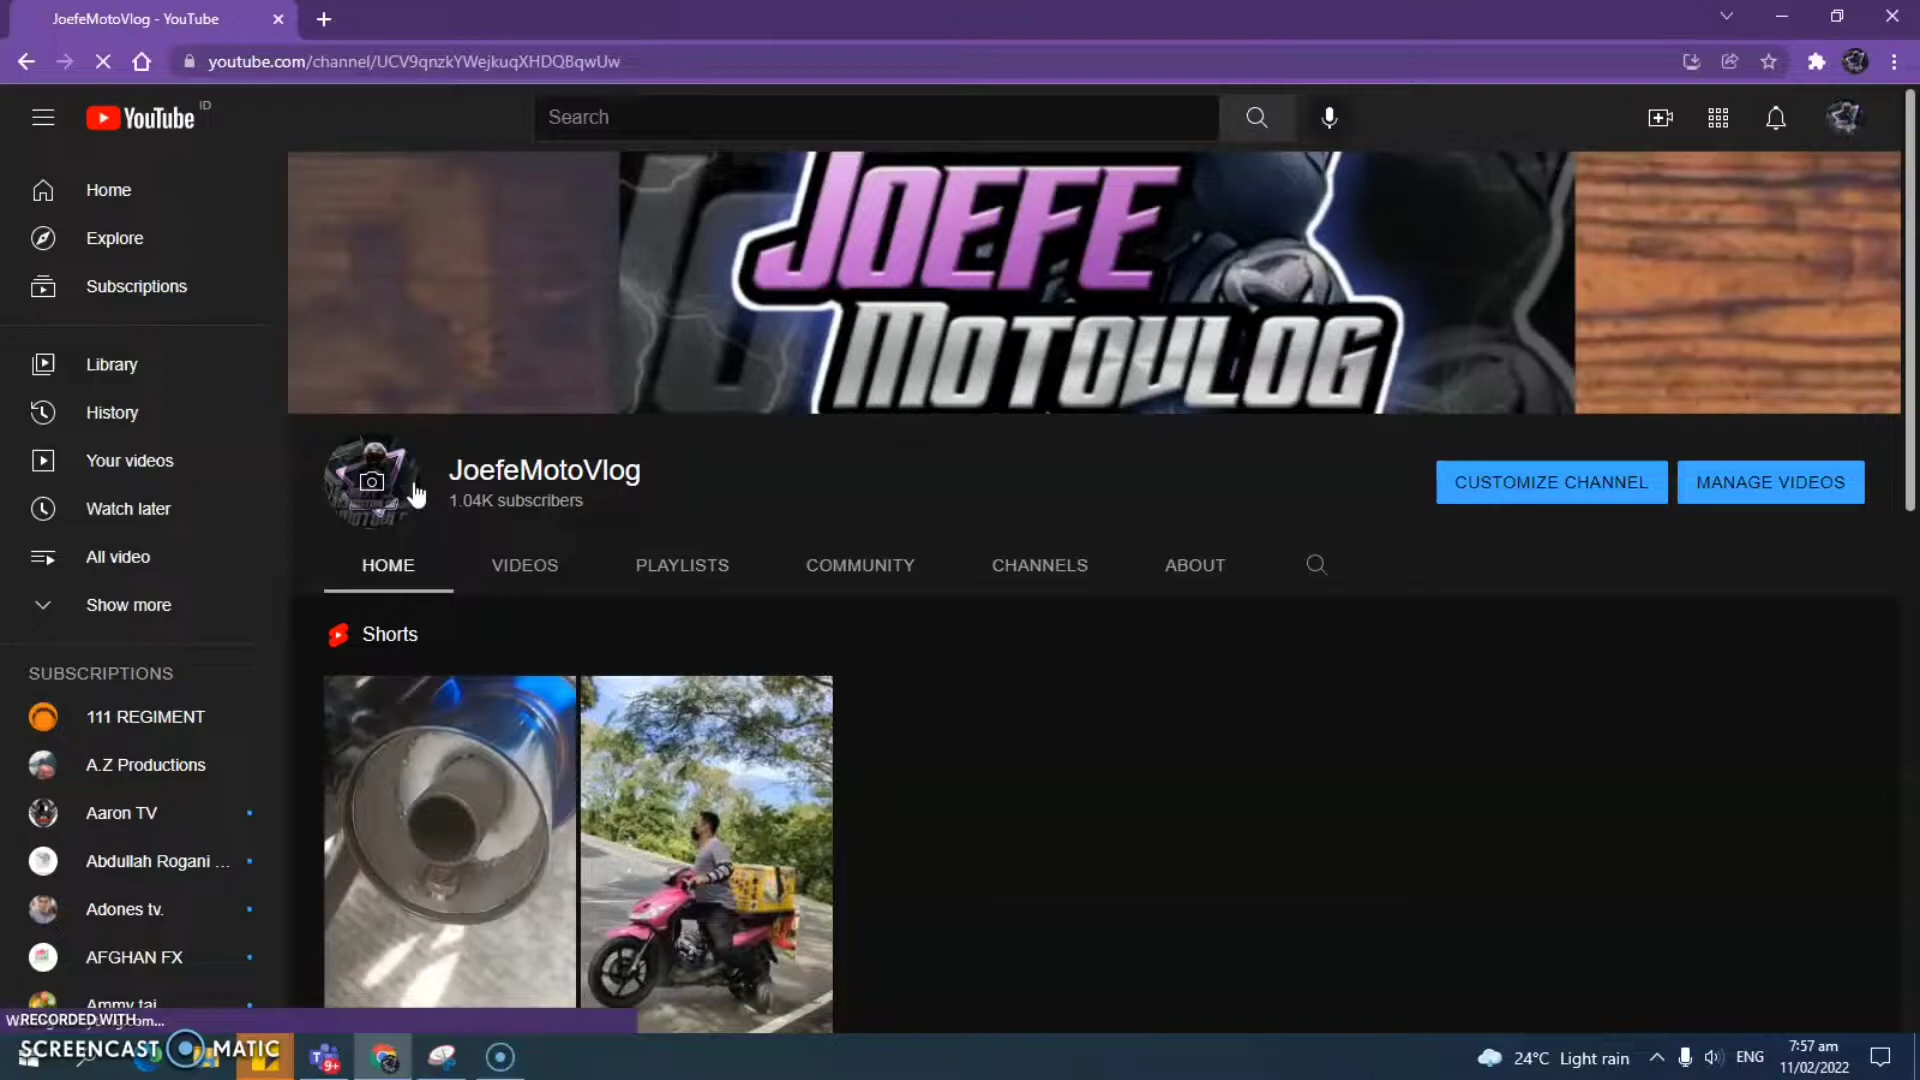 JoefeMotoVlog - YouTube
youtube.com/channel/UCV9qnzkYWejkuqXHDQBqwUw
YouTube ID
Search
Home
Explore
Subscriptions
Library
History
Your videos
Watch later
All video
Show more
SUBSCRIPTIONS
111 REGIMENT
A.Z Productions
Aaron TV
Abdullah Rogani ...
Adones tv.
AFGHAN FX
Ammy tai
JOEFE
MOTOVLOG
JoefeMotoVlog
1.04K subscribers
CUSTOMIZE CHANNEL
MANAGE VIDEOS
HOME
VIDEOS
PLAYLISTS
COMMUNITY
CHANNELS
ABOUT
Shorts
RECORDED WITH
SCREENCAST MATIC
9+
24°C Light rain
ENG
7:57 am
11/02/2022